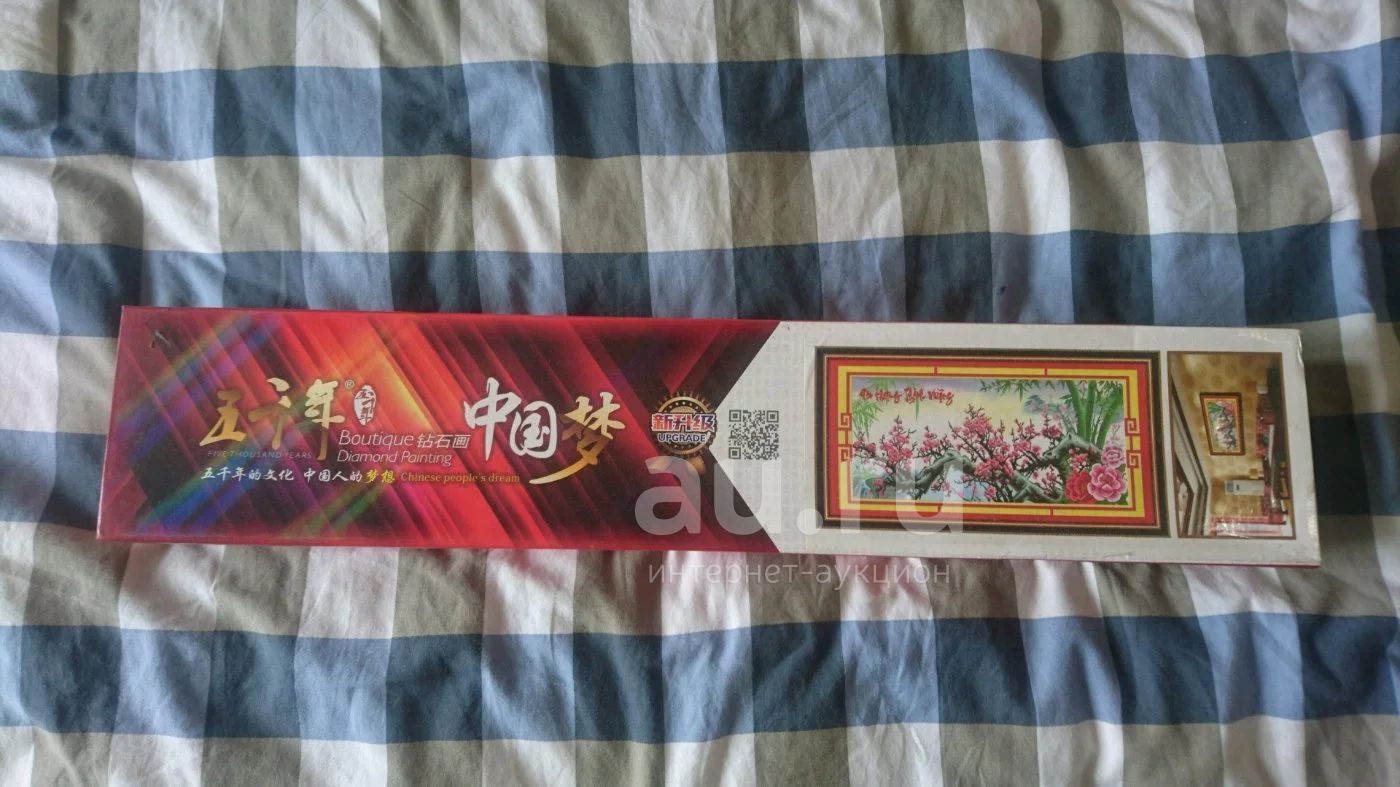 五千年®
FIVE THOUSAND YEARS
Boutique 钻石画
Diamond Painting
中国梦
五千年的文化 中国人的梦想 Chinese people's dream
新升级
UPGRADE
au.ru
интернет-аукцион